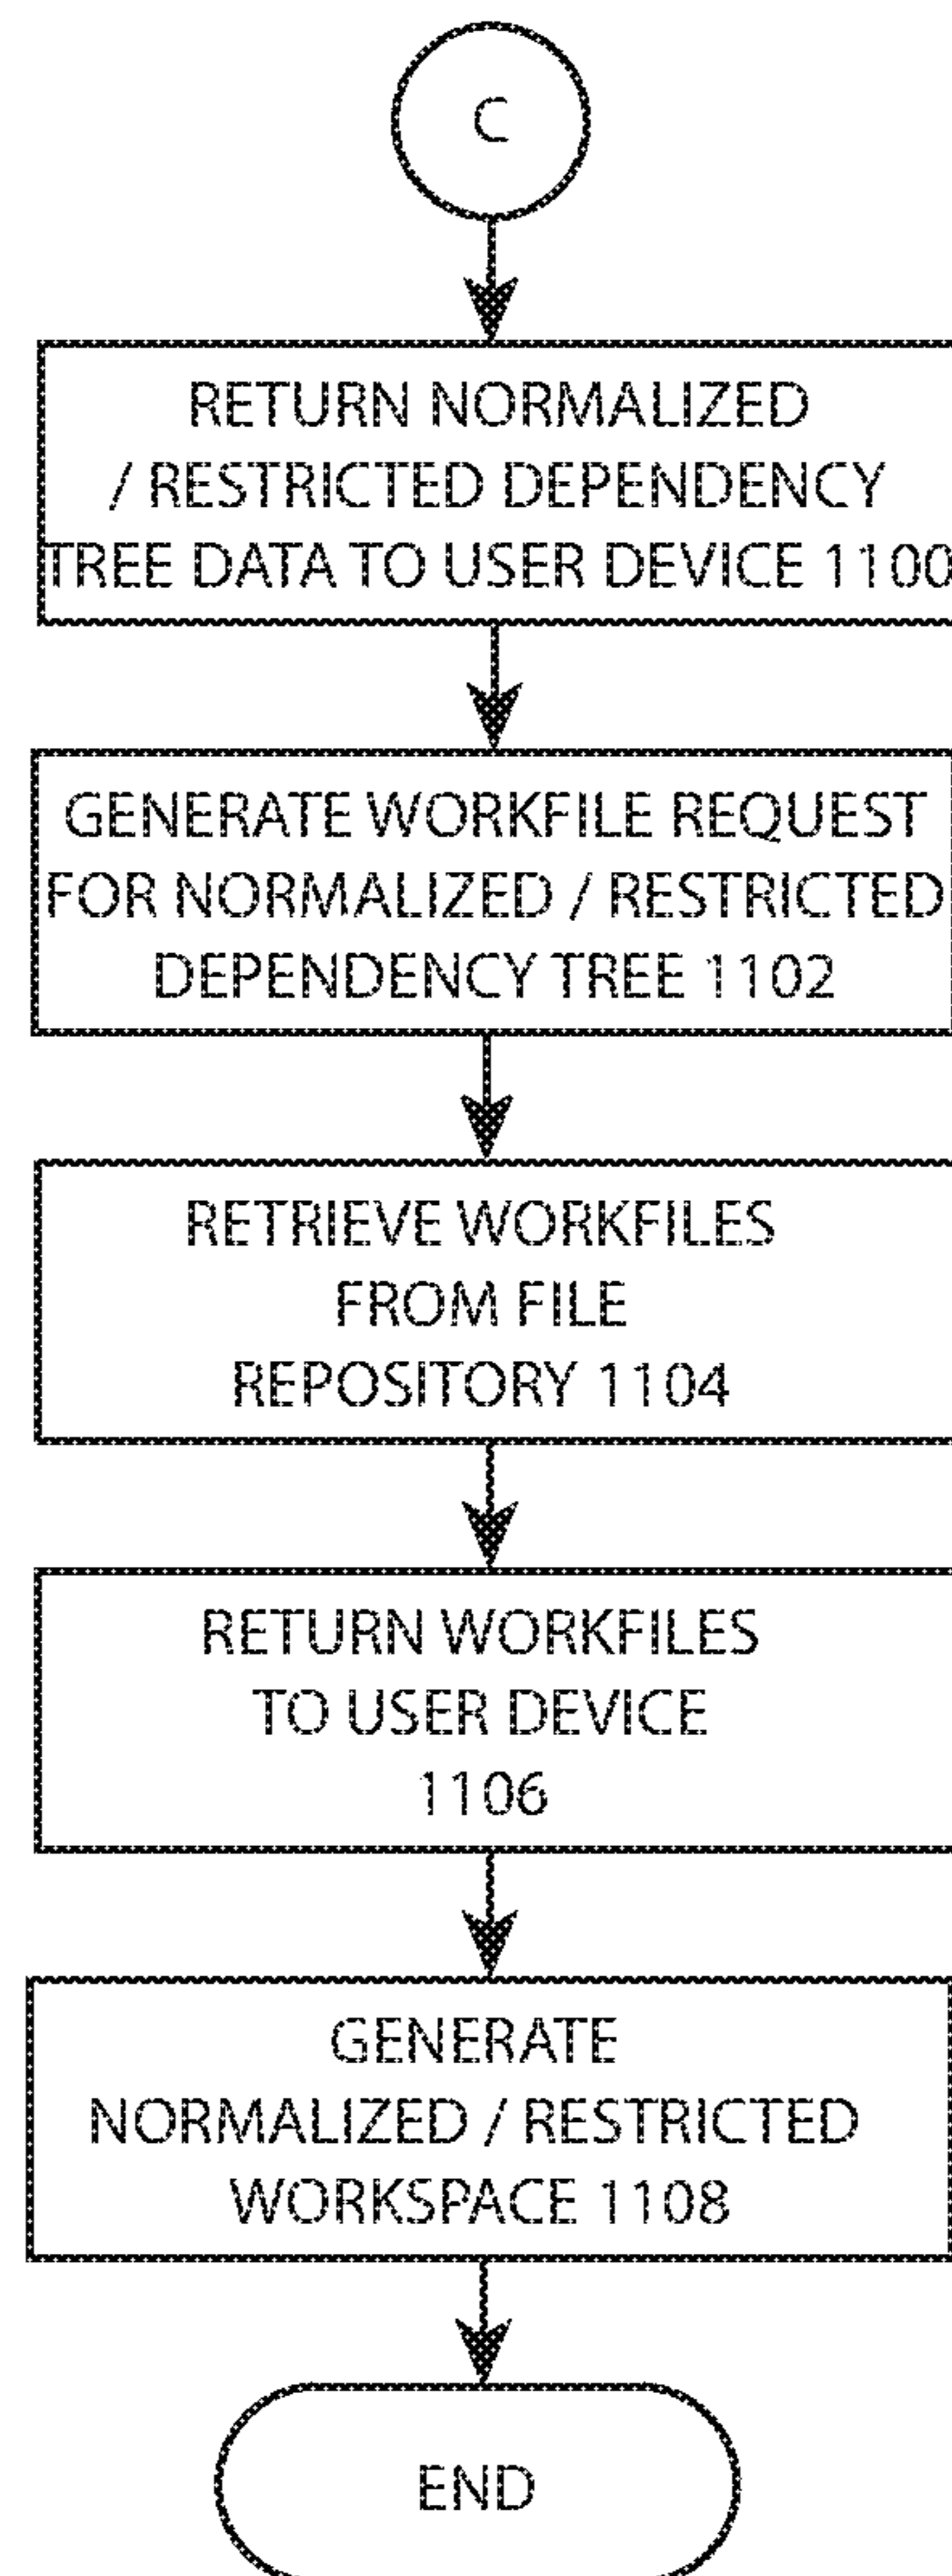 C
RETURN NORMALIZED
/ RESTRICTED DEPENDENCY
TREE DATA TO USER DEVICE 1100
GENERATE WORKFILE REQUEST
FOR NORMALIZED / RESTRICTED
DEPENDENCY TREE 1102
RETRIEVE WORKFILES
FROM FILE
REPOSITORY 1104
RETURN WORKFILES
TO USER DEVICE
1106
GENERATE
NORMALIZED / RESTRICTED
WORKSPACE 1108
END